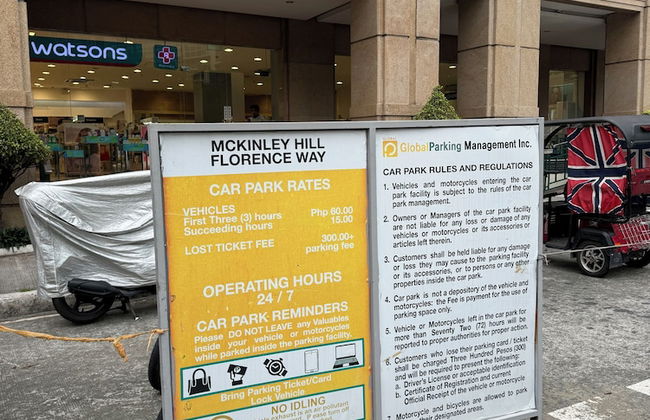 watsons
MCKINLEY HILL
FLORENCE WAY
CAR PARK RATES
VEHICLES
First Three (3) hours Php 60.00
Succeeding hours 15.00
LOST TICKET FEE 300.00+
parking fee
OPERATING HOURS
24 / 7
CAR PARK REMINDERS
Please DO NOT LEAVE any Valuables
inside your vehicle or motorcycles
while parked inside the parking facility.
Bring Parking Ticket/Card
Lock Vehicle
NO IDLING
exhaust is an air pollutant
GLOBAL
GlobalParking Management Inc.
CAR PARK RULES AND REGULATIONS
1. Vehicles and motorcycles entering the
car park facility is subject to the rules of the car
park management.
2. Owners or Managers of the car park facility
are not liable for any loss or damage of any
vehicles or motorcycles or its accessories or
articles left therein.
3. Customers shall be held liable for any damage
or loss they may cause to the parking facility
or its accessories, or to persons or any other
properties inside the car park.
4. Car park is not a depository of the vehicle and
motorcycles: the Fee is payment for the use of
parking space only.
5. Vehicle or Motorcycles left in the car park for
more than Seventy Two (72) hours will be
reported to proper authorities for proper action.
6. Customers who lose their parking card / ticket
shall be charged Three Hundred Pesos (300)
and will be required to present the following:
a. Driver's License or acceptable identification
b. Certificate of Registration and current
Official Receipt of the vehicle or motorcycle
7. Motorcycle and bicycles are allowed to park
their designated areas.